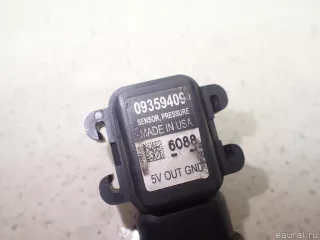 09359409
SENSOR, PRESSURE
MADE IN USA
6088
5V OUT GND
© eaural.ru